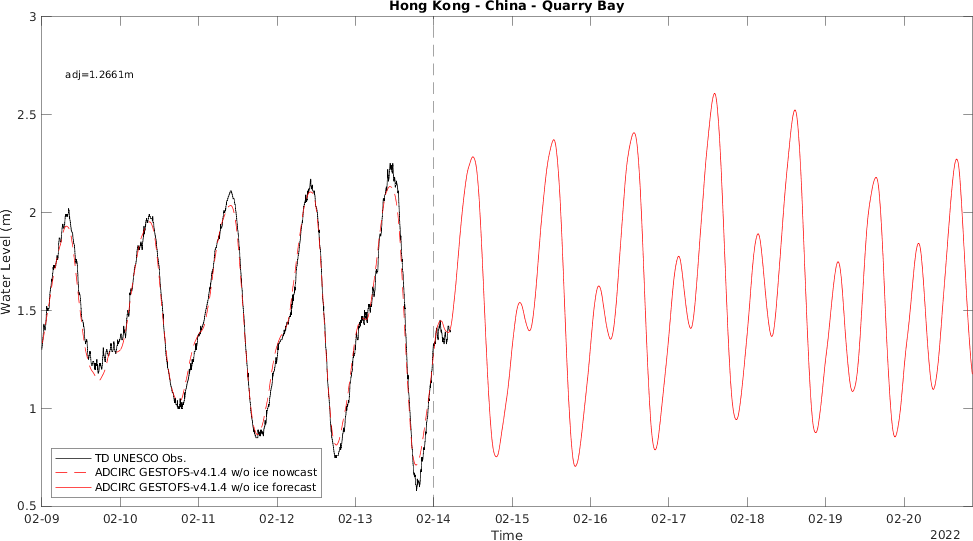 Hong Kong - China - Quarry Bay
3
adj=1.2661m
2.5
2
Water Level (m)
1.5
1
TD UNESCO Obs.
ADCIRC GESTOFS-v4.1.4 w/o ice nowcast
ADCIRC GESTOFS-v4.1.4 w/o ice forecast
0.5
02-09 02-10 02-11 02-12 02-13 02-14 02-15 02-16 02-17 02-18 02-19 02-20
Time
2022